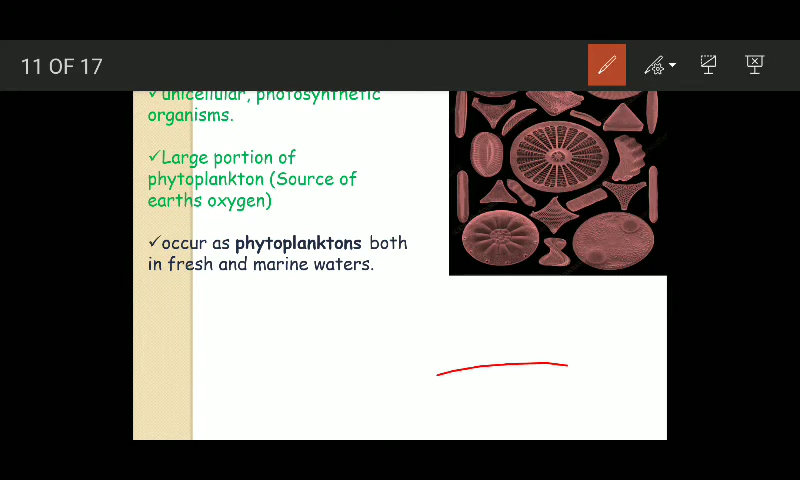 11 OF 17
✓unicellular, photosynthetic
organisms.
✓Large portion of
phytoplankton (Source of
earths oxygen)
✓occur as phytoplanktons both
in fresh and marine waters.